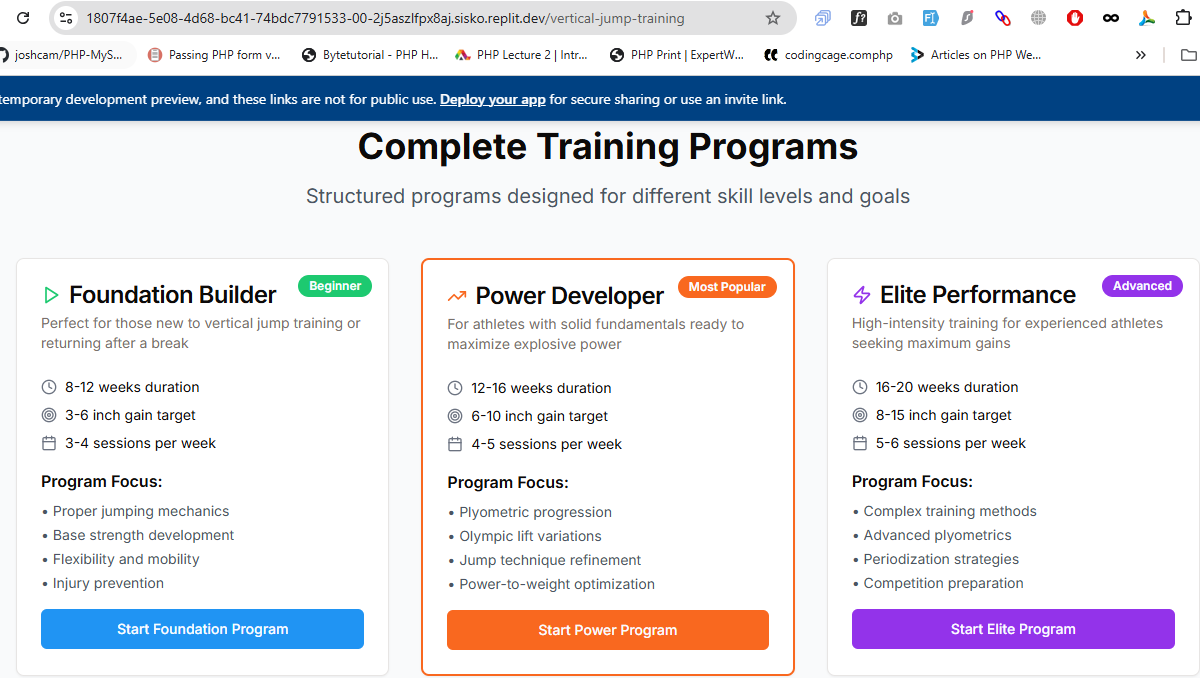 1807f4ae-5e08-4d68-bc41-74bdc7791533-00-2j5aszlfpx8aj.sisko.replit.dev/vertical-jump-training
joshcam/PHP-MyS... Passing PHP form v... Bytetutorial - PHP H... PHP Lecture 2 | Intr... PHP Print | ExpertW... codingcage.comphp Articles on PHP We...
temporary development preview, and these links are not for public use. Deploy your app for secure sharing or use an invite link.
Complete Training Programs
Structured programs designed for different skill levels and goals
Foundation Builder
Beginner
Perfect for those new to vertical jump training or
returning after a break
8-12 weeks duration
3-6 inch gain target
3-4 sessions per week
Program Focus:
• Proper jumping mechanics
• Base strength development
• Flexibility and mobility
• Injury prevention
Start Foundation Program
Power Developer
Most Popular
For athletes with solid fundamentals ready to
maximize explosive power
12-16 weeks duration
6-10 inch gain target
4-5 sessions per week
Program Focus:
• Plyometric progression
• Olympic lift variations
• Jump technique refinement
• Power-to-weight optimization
Start Power Program
Elite Performance
Advanced
High-intensity training for experienced athletes
seeking maximum gains
16-20 weeks duration
8-15 inch gain target
5-6 sessions per week
Program Focus:
• Complex training methods
• Advanced plyometrics
• Periodization strategies
• Competition preparation
Start Elite Program